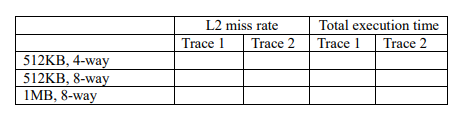 L2 miss rate Total execution time
Trace 1 Trace 2 Trace 1 Trace 2
512KB, 4-way
512KB, 8-way
1MB, 8-way